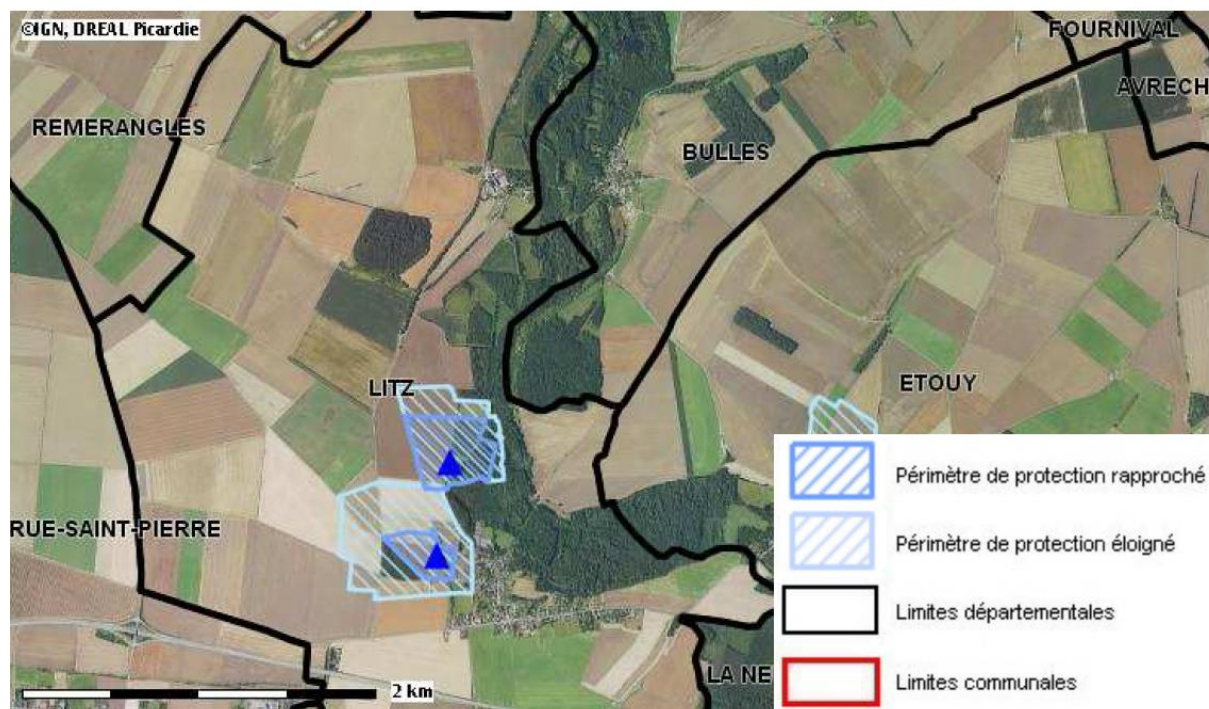 ©IGN, DREAL Picardie
FOURNIVAL
AVRECH
REMERANGLES
BULLES
LITZ
ETOUY
RUE-SAINT-PIERRE
LA NE
2 km
Périmètre de protection rapproché
Périmètre de protection éloigné
Limites départementales
Limites communales